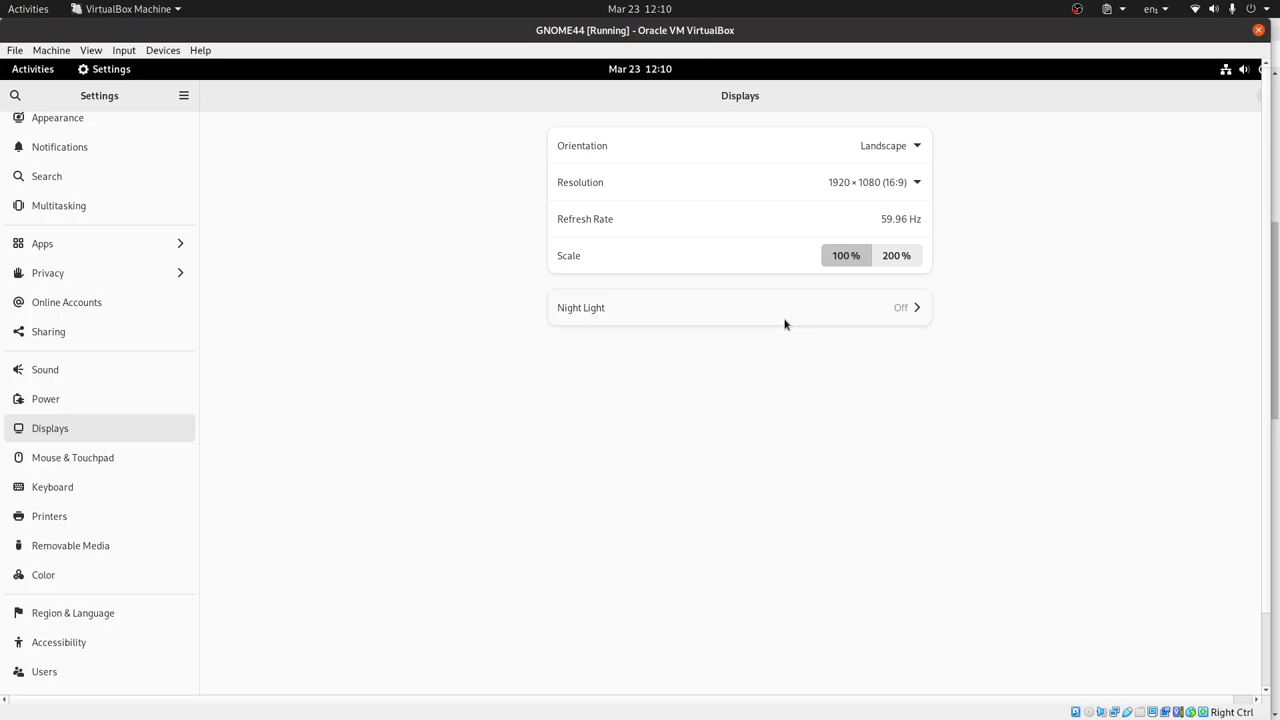 Activities VirtualBox Machine Mar 23 12:10 en₁
GNOME44 [Running] - Oracle VM VirtualBox
File Machine View Input Devices Help
Activities Settings Mar 23 12:10
Settings Displays
Appearance
Notifications
Search
Multitasking
Apps
Privacy
Online Accounts
Sharing
Sound
Power
Displays
Mouse & Touchpad
Keyboard
Printers
Removable Media
Color
Region & Language
Accessibility
Users
Orientation Landscape
Resolution 1920 × 1080 (16:9)
Refresh Rate 59.96 Hz
Scale 100 % 200 %
Night Light Off
Right Ctrl